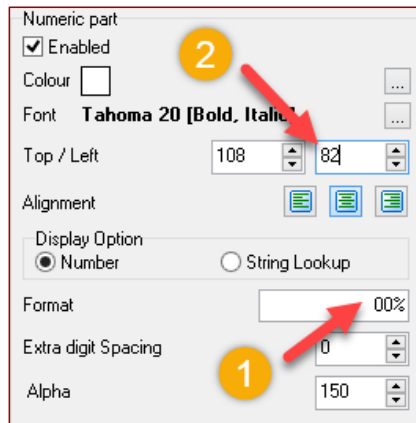 Numeric part
Enabled
2
Colour ...
Font Tahoma 20 [Bold, Italic] ...
Top / Left 108 82
Alignment
Display Option
Number String Lookup
Format 00%
Extra digit Spacing 0
1
Alpha 150